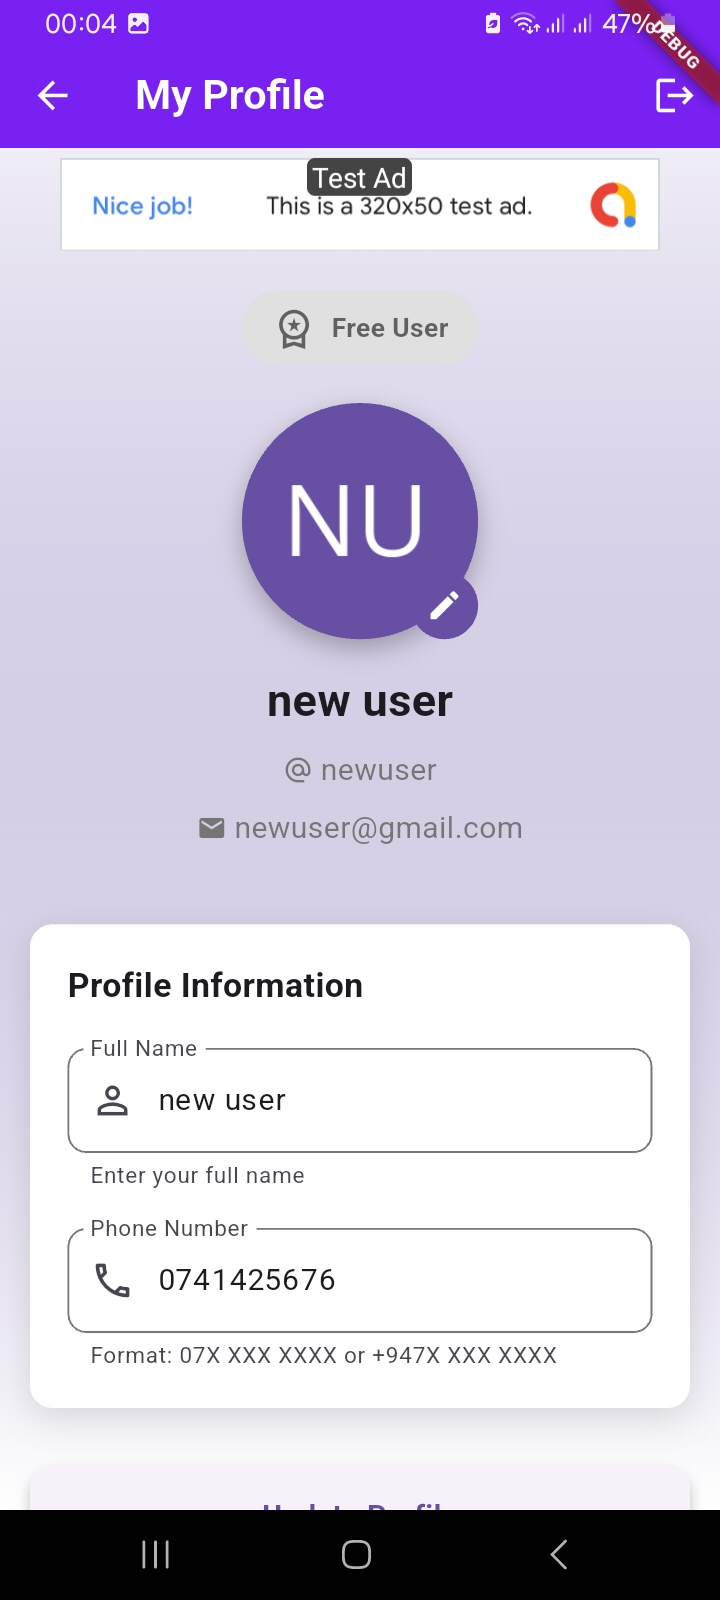 00:04 47%
DEBUG
My Profile
Test Ad
Nice job! This is a 320x50 test ad.
Free User
NU
new user
@ newuser
newuser@gmail.com
Profile Information
Full Name
new user
Enter your full name
Phone Number
0741425676
Format: 07X XXX XXXX or +947X XXX XXXX
Update Profile